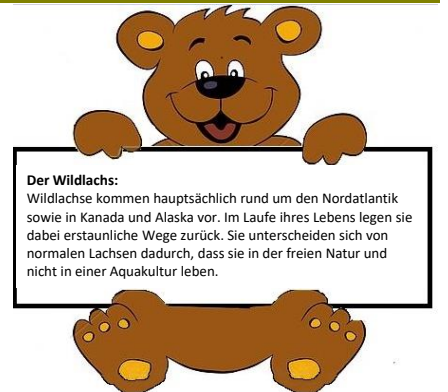 Der Wildlachs:
Wildlachse kommen hauptsächlich rund um den Nordatlantik
sowie in Kanada und Alaska vor. Im Laufe ihres Lebens legen sie
dabei erstaunliche Wege zurück. Sie unterscheiden sich von
normalen Lachsen dadurch, dass sie in der freien Natur und
nicht in einer Aquakultur leben.